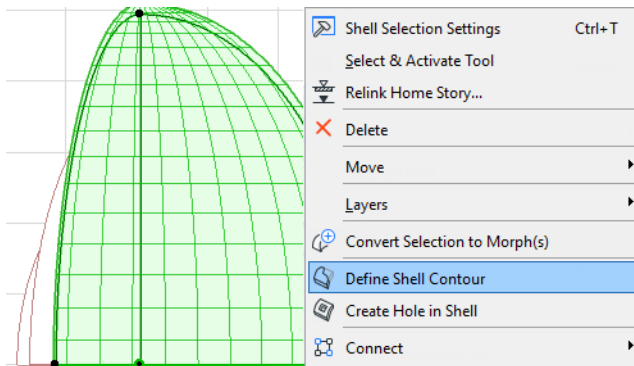 Shell Selection Settings Ctrl+T
Select & Activate Tool
Relink Home Story...
Delete
Move
Layers
Convert Selection to Morph(s)
Define Shell Contour
Create Hole in Shell
Connect